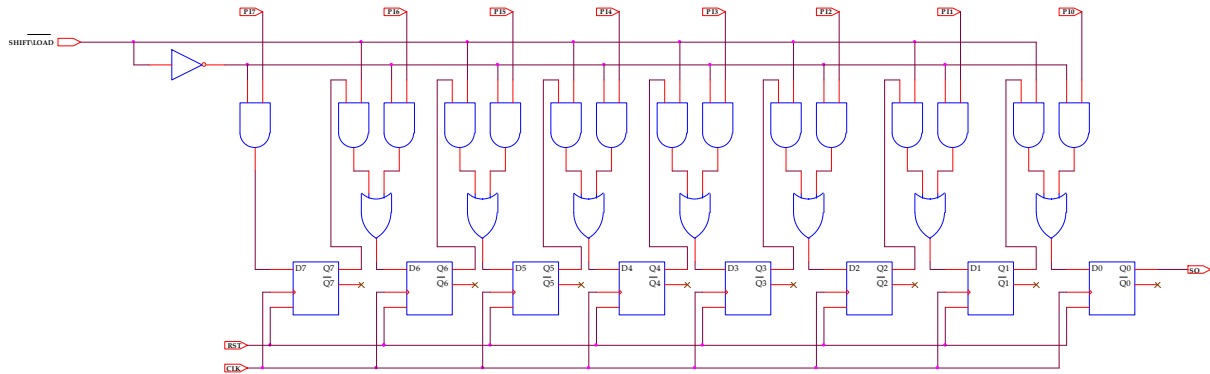 PI7 PI6 PI5 PI4 PI3 PI2 PI1 PI0
SHIFT\LOAD
D7 Q7 D6 Q6 D5 Q5 D4 Q4 D3 Q3 D2 Q2 D1 Q1 D0 Q0 SO
Q7 Q6 Q5 Q4 Q3 Q2 Q1 Q0
RST
CLK